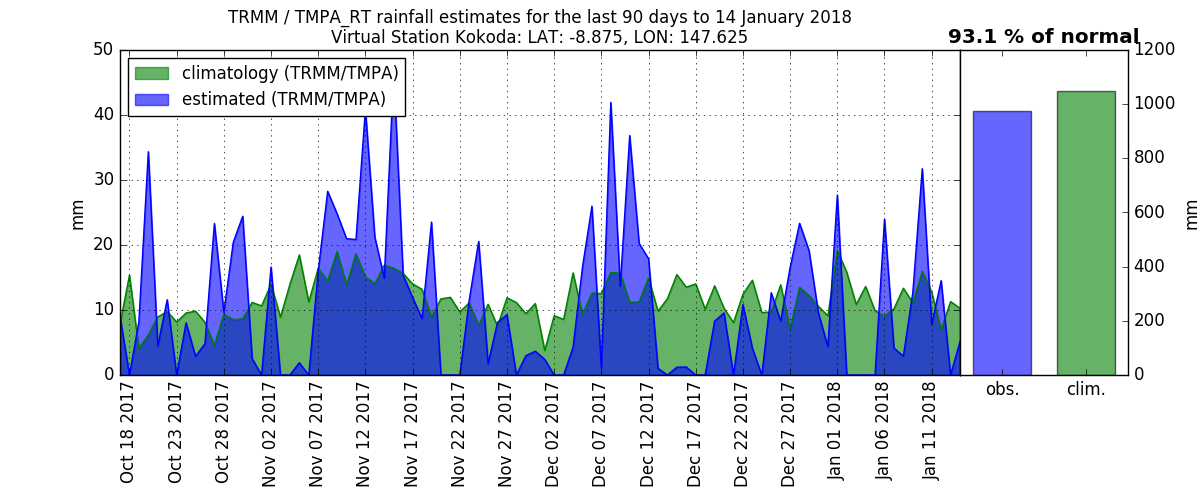 TRMM / TMPA_RT rainfall estimates for the last 90 days to 14 January 2018
Virtual Station Kokoda: LAT: -8.875, LON: 147.625
93.1 % of normal
climatology (TRMM/TMPA)
estimated (TRMM/TMPA)
50
40
30
20
10
0
mm
1200
1000
800
600
400
200
0
mm
Oct 18 2017
Oct 23 2017
Oct 28 2017
Nov 02 2017
Nov 07 2017
Nov 12 2017
Nov 17 2017
Nov 22 2017
Nov 27 2017
Dec 02 2017
Dec 07 2017
Dec 12 2017
Dec 17 2017
Dec 22 2017
Dec 27 2017
Jan 01 2018
Jan 06 2018
Jan 11 2018
obs.
clim.